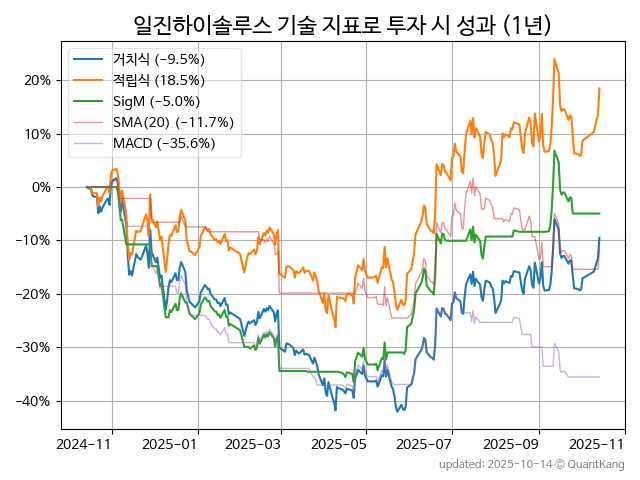 일진하이솔루스 기술 지표로 투자 시 성과 (1년)
거치식 (−9.5%)
적립식 (18.5%)
SigM (−5.0%)
SMA(20) (−11.7%)
MACD (−35.6%)
20%
10%
0%
−10%
−20%
−30%
−40%
2024-11 2025-01 2025-03 2025-05 2025-07 2025-09 2025-11
updated: 2025-10-14 © QuantKang